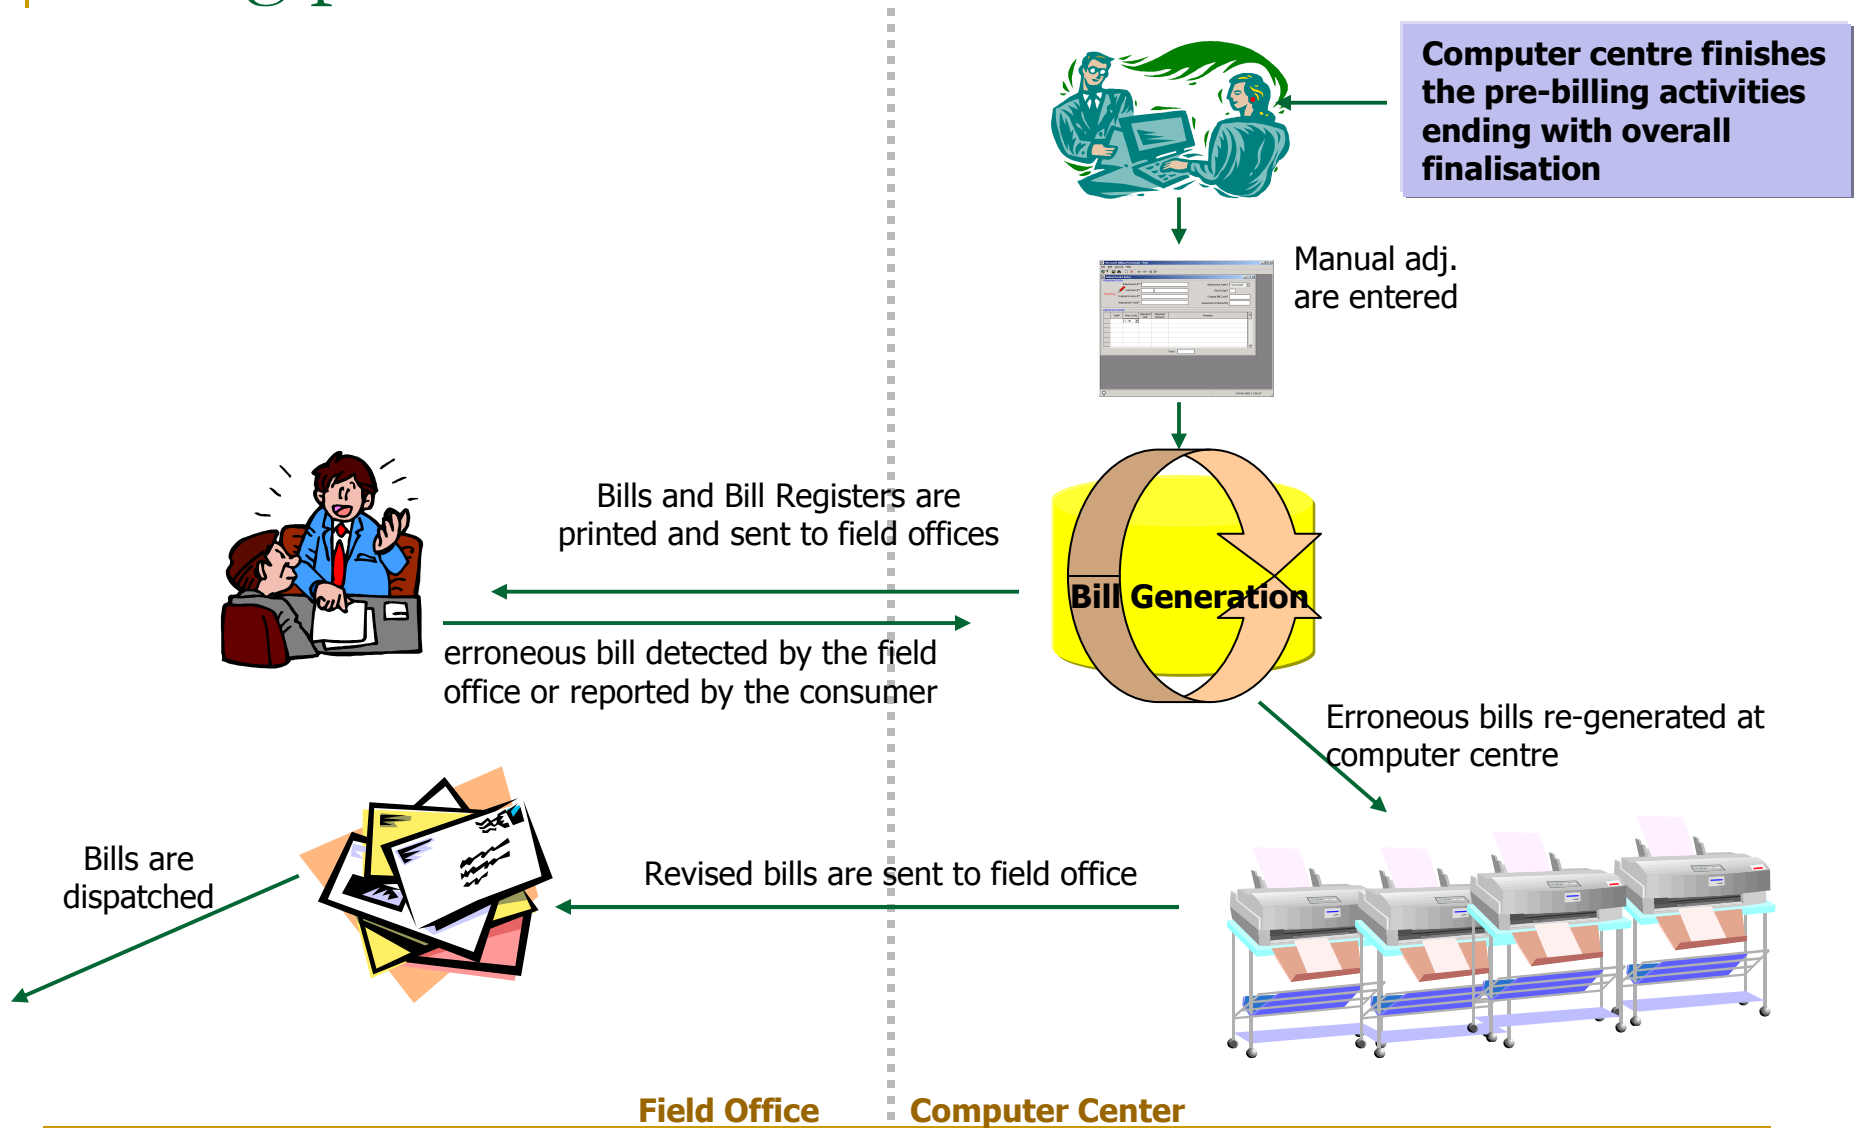 Computer centre finishes
the pre-billing activities
ending with overall
finalisation
Manual adj.
are entered
Bills and Bill Registers are
printed and sent to field offices
Bill Generation
erroneous bill detected by the field
office or reported by the consumer
Erroneous bills re-generated at
computer centre
Bills are
dispatched
Revised bills are sent to field office
Field Office
Computer Center